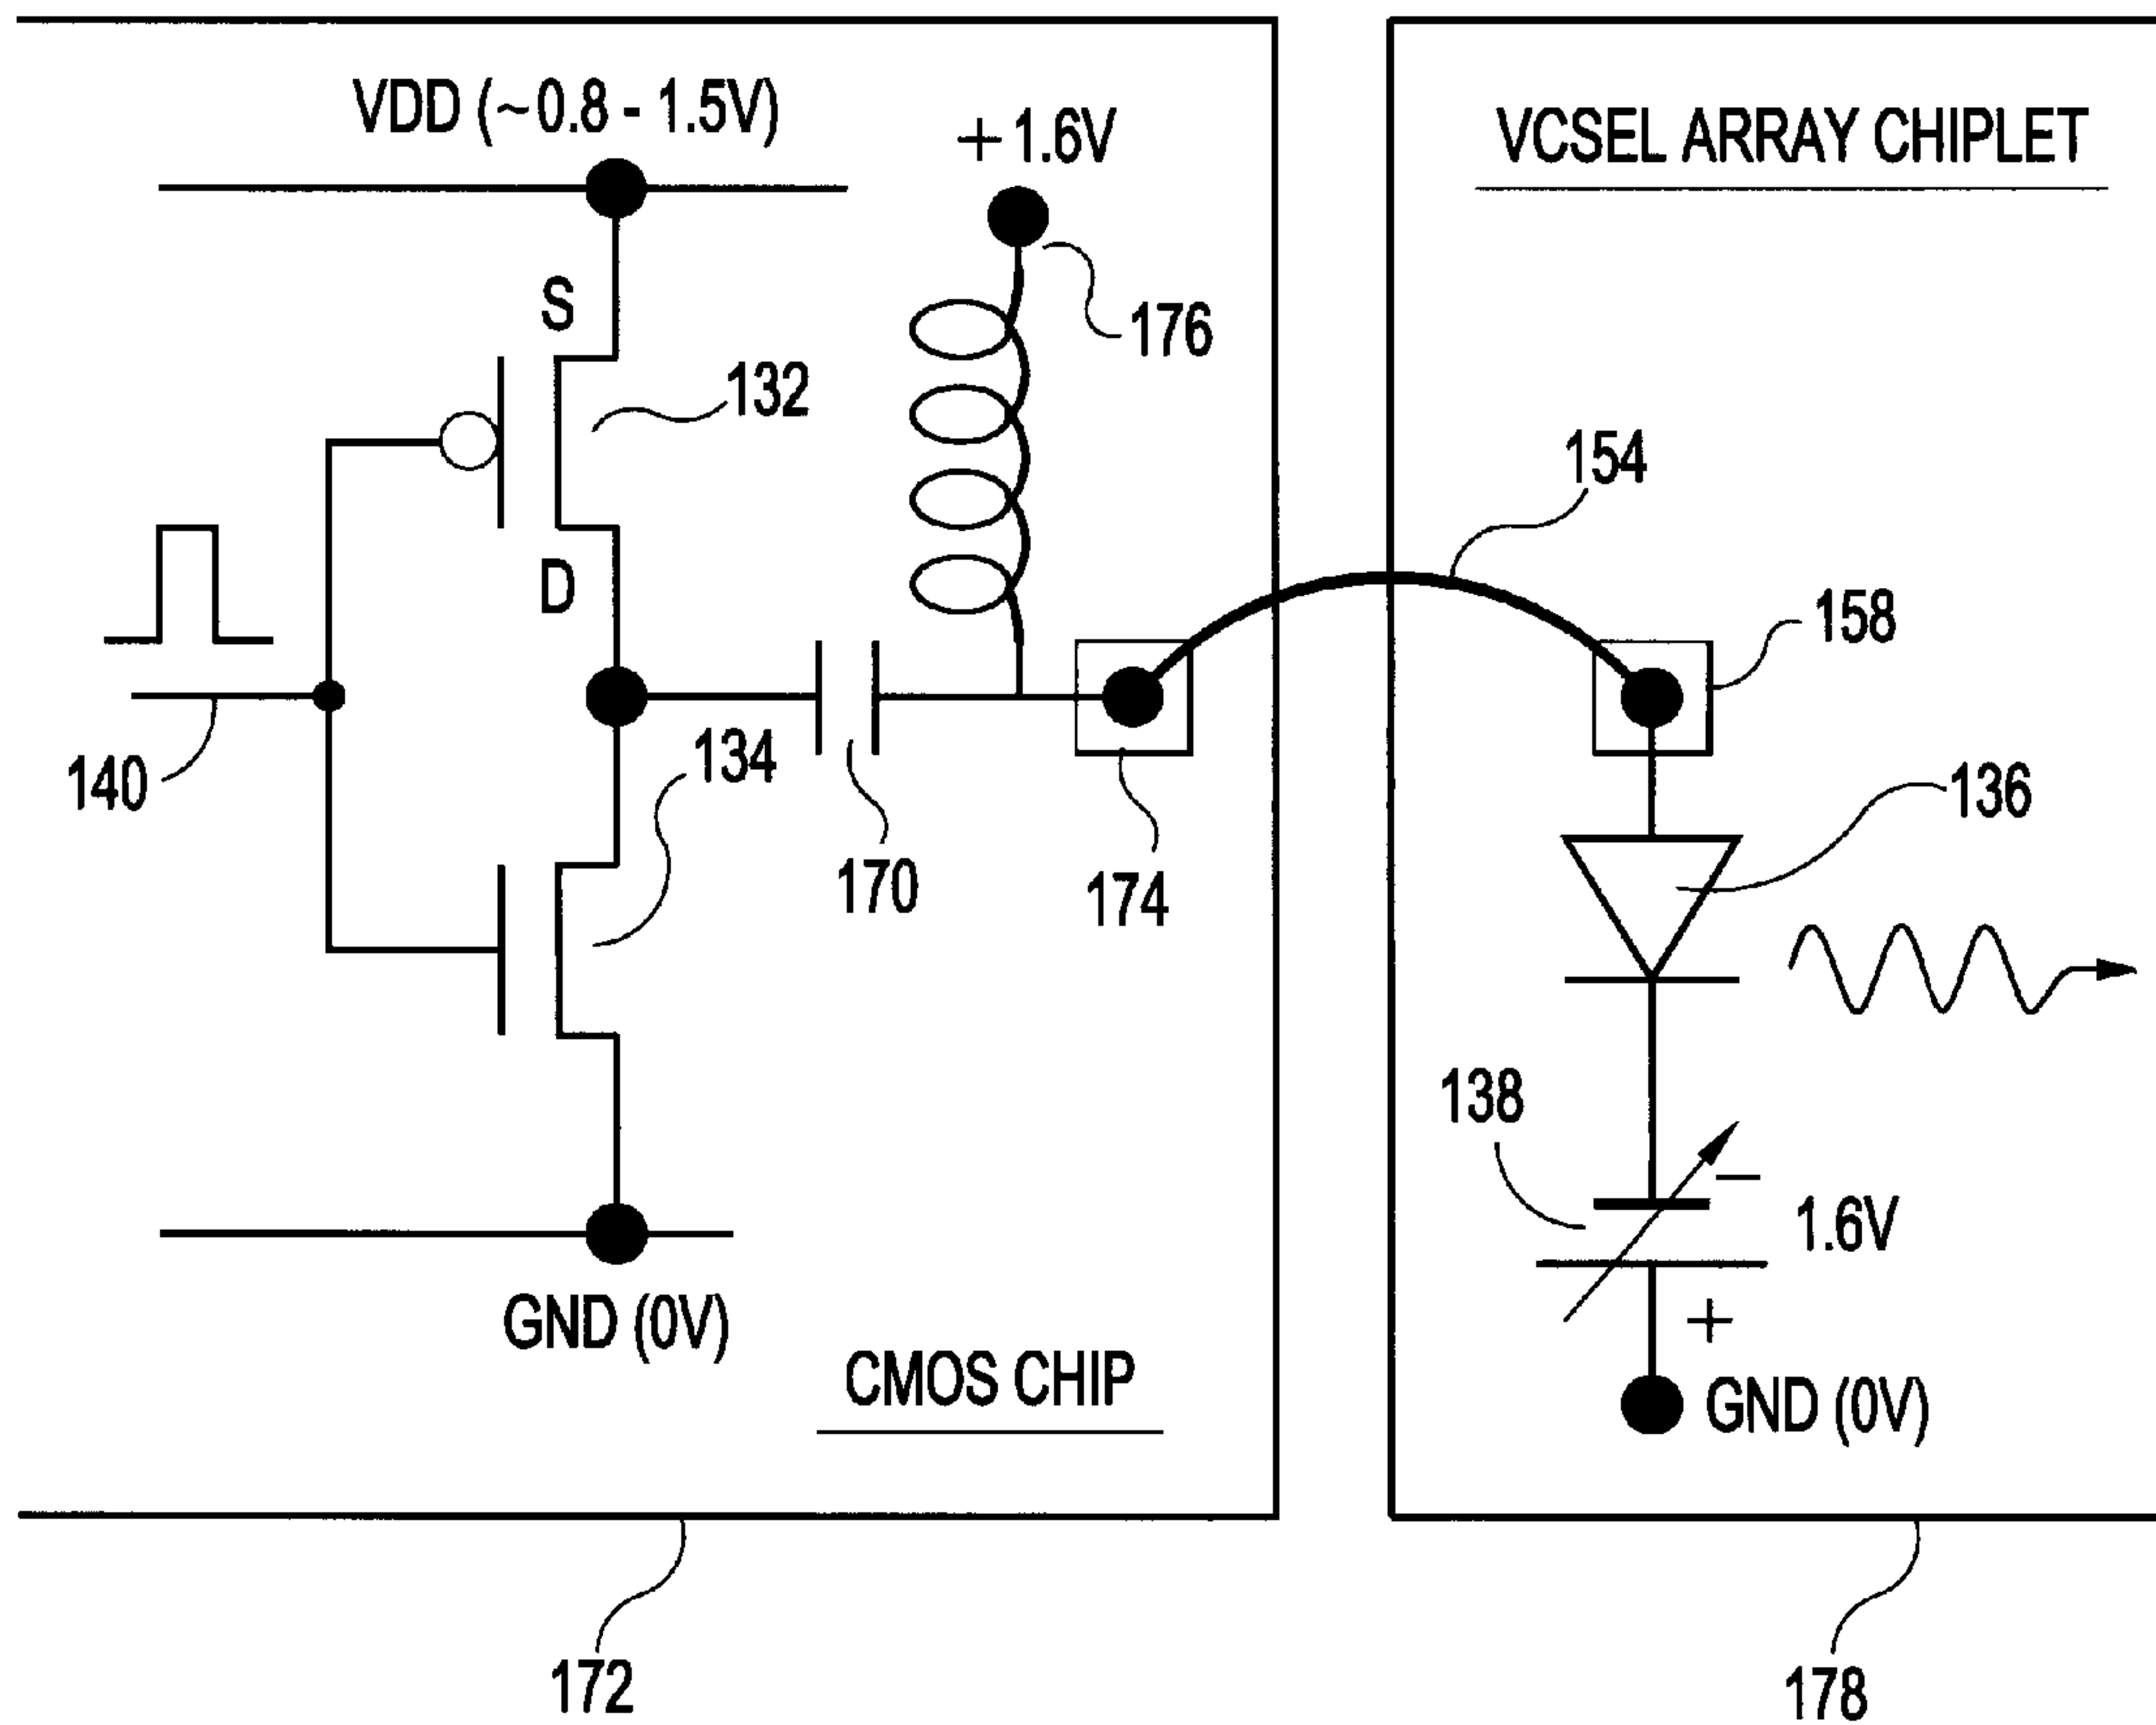 VDD (~0.8 - 1.5V)
+1.6V
VCSEL ARRAY CHIPLET
S
176
132
154
D
158
140
134
136
170
174
138
−
1.6V
+
GND (0V)
CMOS CHIP
GND (0V)
172
178